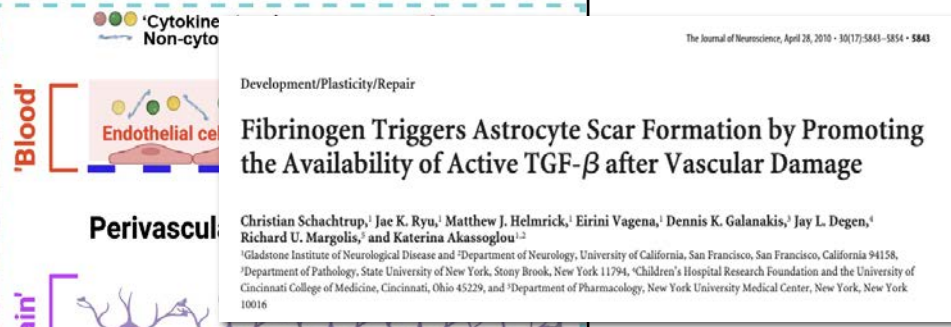 'Cytokine
Non-cyto
'Blood'
Endothelial cel
Perivascul
The Journal of Neuroscience, April 28, 2010 • 30(17):5843–5854 • 5843
Development/Plasticity/Repair
Fibrinogen Triggers Astrocyte Scar Formation by Promoting
the Availability of Active TGF-β after Vascular Damage
Christian Schachtrup,¹ Jae K. Ryu,¹ Matthew J. Helmrick,¹ Eirini Vagena,¹ Dennis K. Galanakis,³ Jay L. Degen,⁴
Richard U. Margolis,⁵ and Katerina Akassoglou¹,²
¹Gladstone Institute of Neurological Disease and ²Department of Neurology, University of California, San Francisco, San Francisco, California 94158,
³Department of Pathology, State University of New York, Stony Brook, New York 11794, ⁴Children's Hospital Research Foundation and the University of
Cincinnati College of Medicine, Cincinnati, Ohio 45229, and ⁵Department of Pharmacology, New York University Medical Center, New York, New York
10016